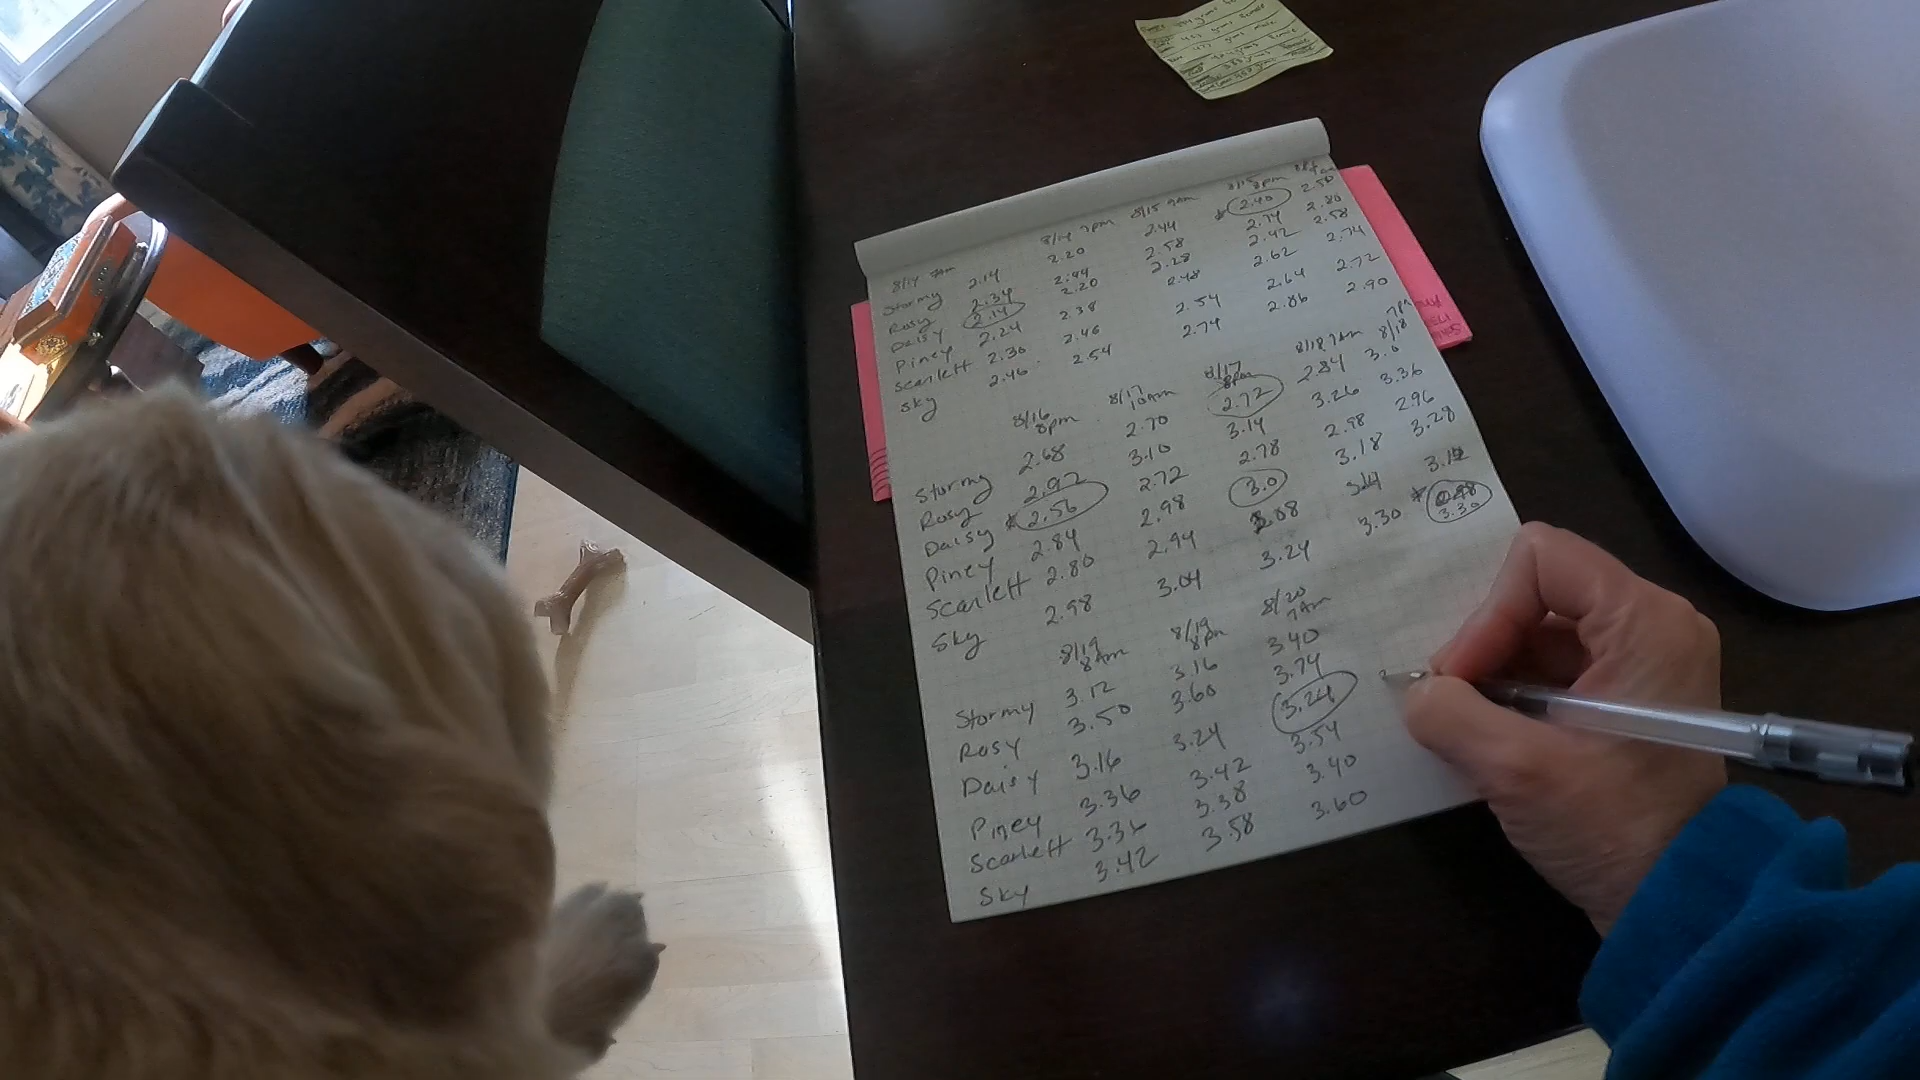 8/14 7pm 8/15 9am 8/15 8pm
8/14 7am
Stormy 2.14 2.20 2.44 * 2.40 2.50
Rosy 2.34 2.44 2.58 2.74 2.80
Daisy 2.14 2.20 2.28 2.42 2.58
Piney 2.24 2.38 2.48 2.62 2.74
Scarlett 2.30 2.46 2.54 2.64 2.72
Sky 2.46 2.54 2.74 2.86 2.90
8/16 8pm 8/17 10am 8/17 8pm 8/18 9am 8/18 7pm
Stormy 2.68 2.70 2.72 2.84 3.0
Rosy 2.92 3.10 3.14 3.26 3.36
Daisy * 2.56 2.72 2.78 2.98 2.96
Piney 2.84 2.98 3.0 3.18 3.28
Scarlett 2.80 2.94 3.08 3.14
Sky 2.98 3.04 3.24 3.30 * 3.30
8/19 8am 8/19 8pm 8/20 7am
Stormy 3.12 3.16 3.40
Rosy 3.50 3.60 3.74
Daisy 3.16 3.24 3.24
Piney 3.36 3.42 3.54
Scarlett 3.36 3.38 3.40
Sky 3.42 3.58 3.60